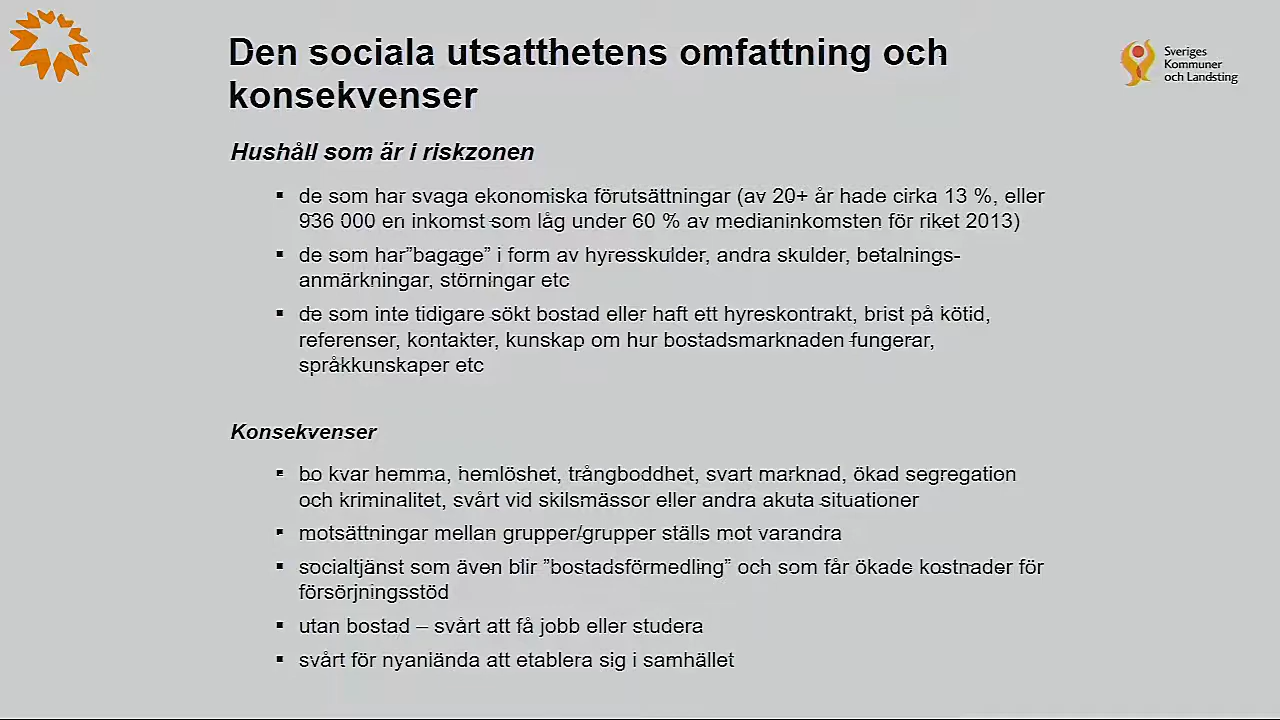 Den sociala utsatthetens omfattning och
konsekvenser
Sveriges
Kommuner
och Landsting
Hushåll som är i riskzonen
▪ de som har svaga ekonomiska förutsättningar (av 20+ år hade cirka 13 %, eller
936 000 en inkomst som låg under 60 % av medianinkomsten för riket 2013)
▪ de som har”bagage” i form av hyresskulder, andra skulder, betalnings-
anmärkningar, störningar etc
▪ de som inte tidigare sökt bostad eller haft ett hyreskontrakt, brist på kötid,
referenser, kontakter, kunskap om hur bostadsmarknaden fungerar,
språkkunskaper etc
Konsekvenser
▪ bo kvar hemma, hemlöshet, trångboddhet, svart marknad, ökad segregation
och kriminalitet, svårt vid skilsmässor eller andra akuta situationer
▪ motsättningar mellan grupper/grupper ställs mot varandra
▪ socialtjänst som även blir ”bostadsförmedling” och som får ökade kostnader för
försörjningsstöd
▪ utan bostad – svårt att få jobb eller studera
▪ svårt för nyanlända att etablera sig i samhället